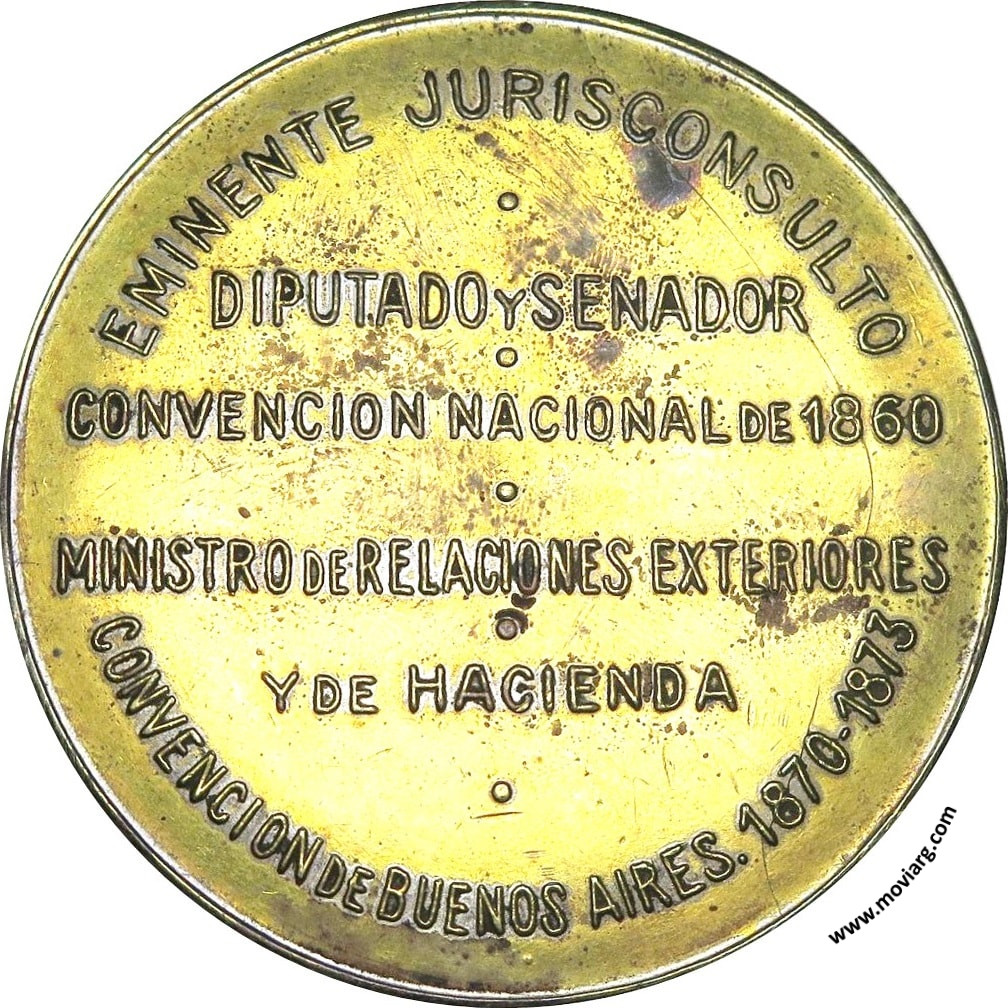 EMINENTE JURISCONSULTO
DIPUTADO Y SENADOR
CONVENCION NACIONAL DE 1860
MINISTRO DE RELACIONES EXTERIORES
Y DE HACIENDA
CONVENCION DE BUENOS AIRES. 1870-1873
www.moviarg.com